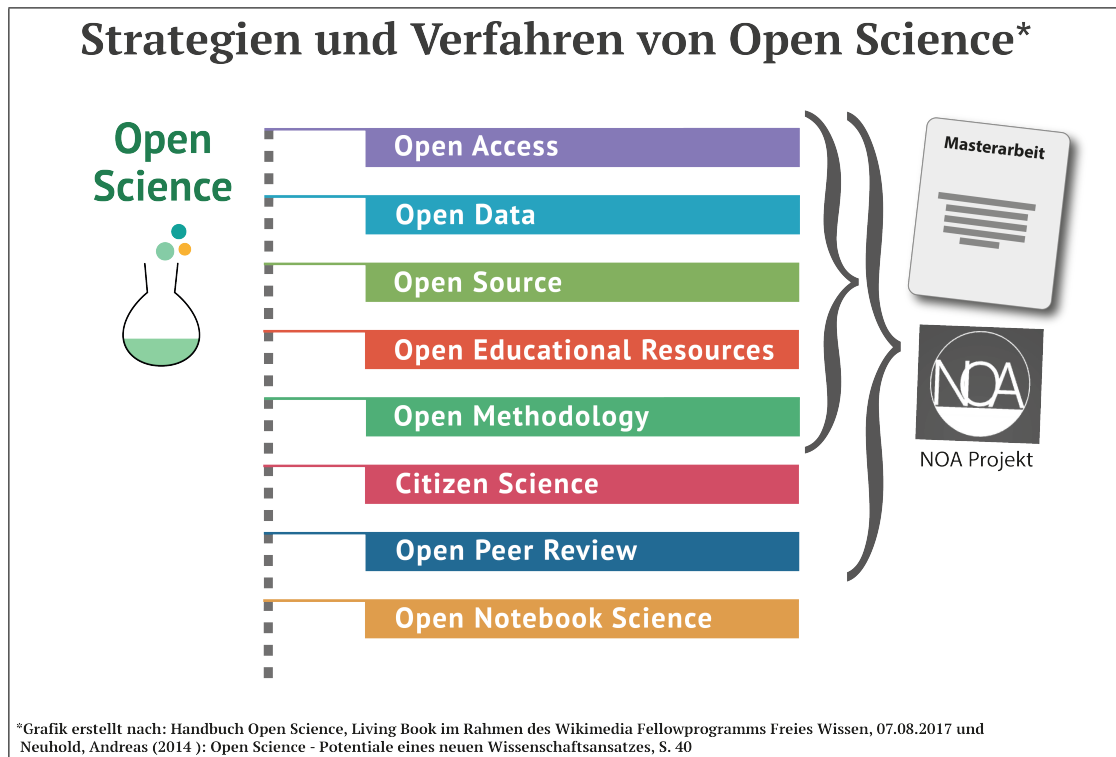 Strategien und Verfahren von Open Science*
Open
Science
Open Access
Open Data
Open Source
Open Educational Resources
Open Methodology
Citizen Science
Open Peer Review
Open Notebook Science
Masterarbeit
NOA
NOA Projekt
*Grafik erstellt nach: Handbuch Open Science, Living Book im Rahmen des Wikimedia Fellowprogramms Freies Wissen, 07.08.2017 und
Neuhold, Andreas (2014 ): Open Science - Potentiale eines neuen Wissenschaftsansatzes, S. 40